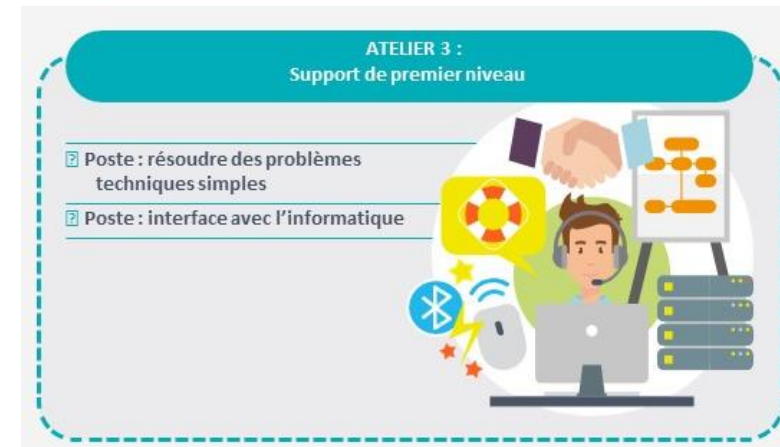 ATELIER 3 :
Support de premier niveau
Poste : résoudre des problèmes
techniques simples
Poste : interface avec l’informatique